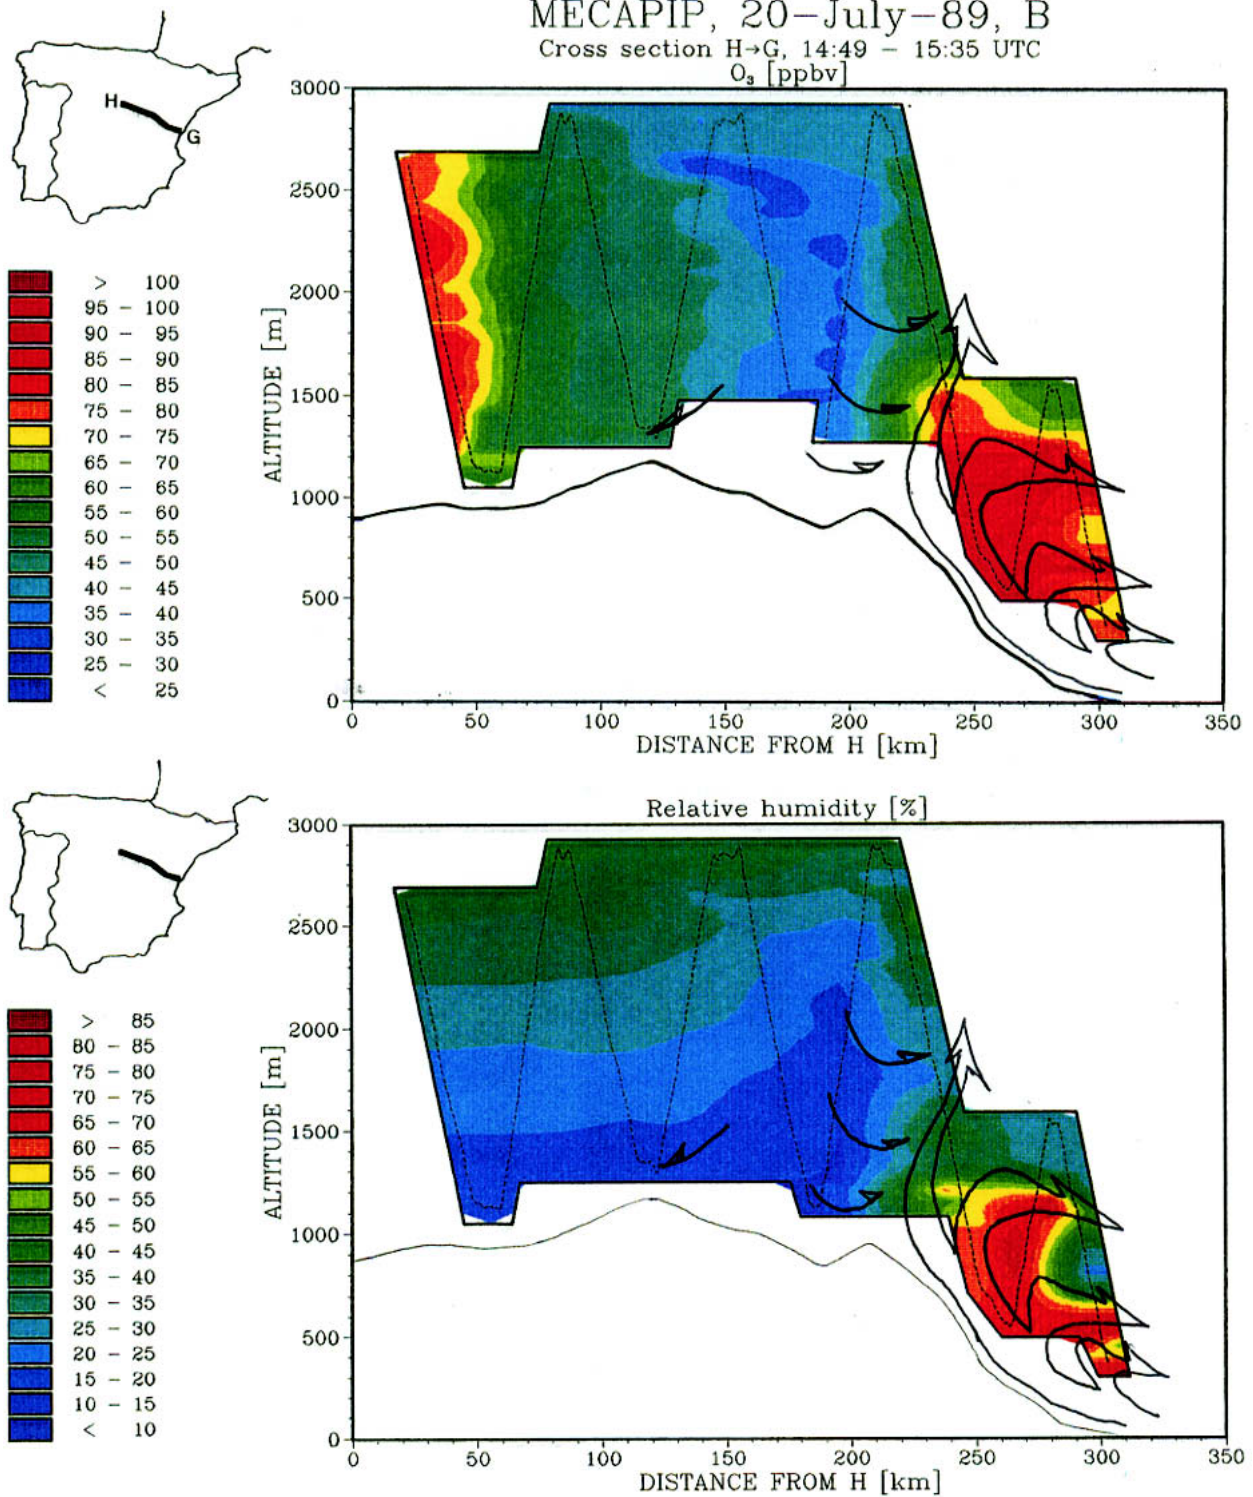 MECAPIP, 20-July-89, B
Cross section H→G, 14:49 - 15:35 UTC
O₃ [ppbv]
H
G
> 100
95 - 100
90 - 95
85 - 90
80 - 85
75 - 80
70 - 75
65 - 70
60 - 65
55 - 60
50 - 55
45 - 50
40 - 45
35 - 40
30 - 35
25 - 30
< 25
ALTITUDE [m]
3000
2500
2000
1500
1000
500
0
0 50 100 150 200 250 300 350
DISTANCE FROM H [km]
Relative humidity [%]
> 85
80 - 85
75 - 80
70 - 75
65 - 70
60 - 65
55 - 60
50 - 55
45 - 50
40 - 45
35 - 40
30 - 35
25 - 30
20 - 25
15 - 20
10 - 15
< 10
ALTITUDE [m]
3000
2500
2000
1500
1000
500
0
0 50 100 150 200 250 300 350
DISTANCE FROM H [km]